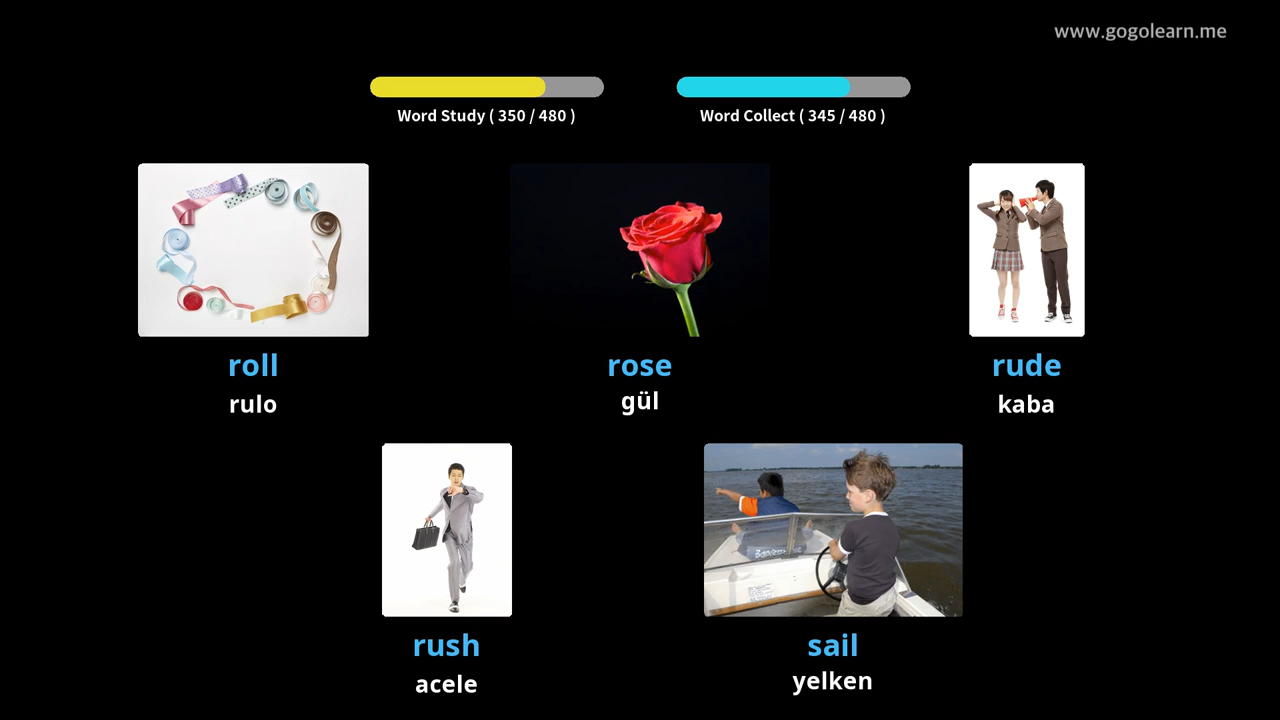 www.gogolearn.me
Word Study ( 350 / 480 )
Word Collect ( 345 / 480 )
roll
rulo
rose
gül
rude
kaba
rush
acele
sail
yelken